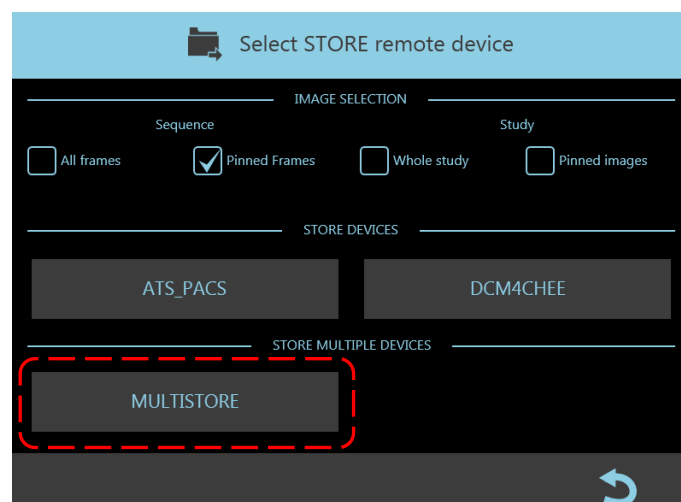 Select STORE remote device
IMAGE SELECTION
Sequence Study
All frames Pinned Frames Whole study Pinned images
STORE DEVICES
ATS_PACS DCM4CHEE
STORE MULTIPLE DEVICES
MULTISTORE